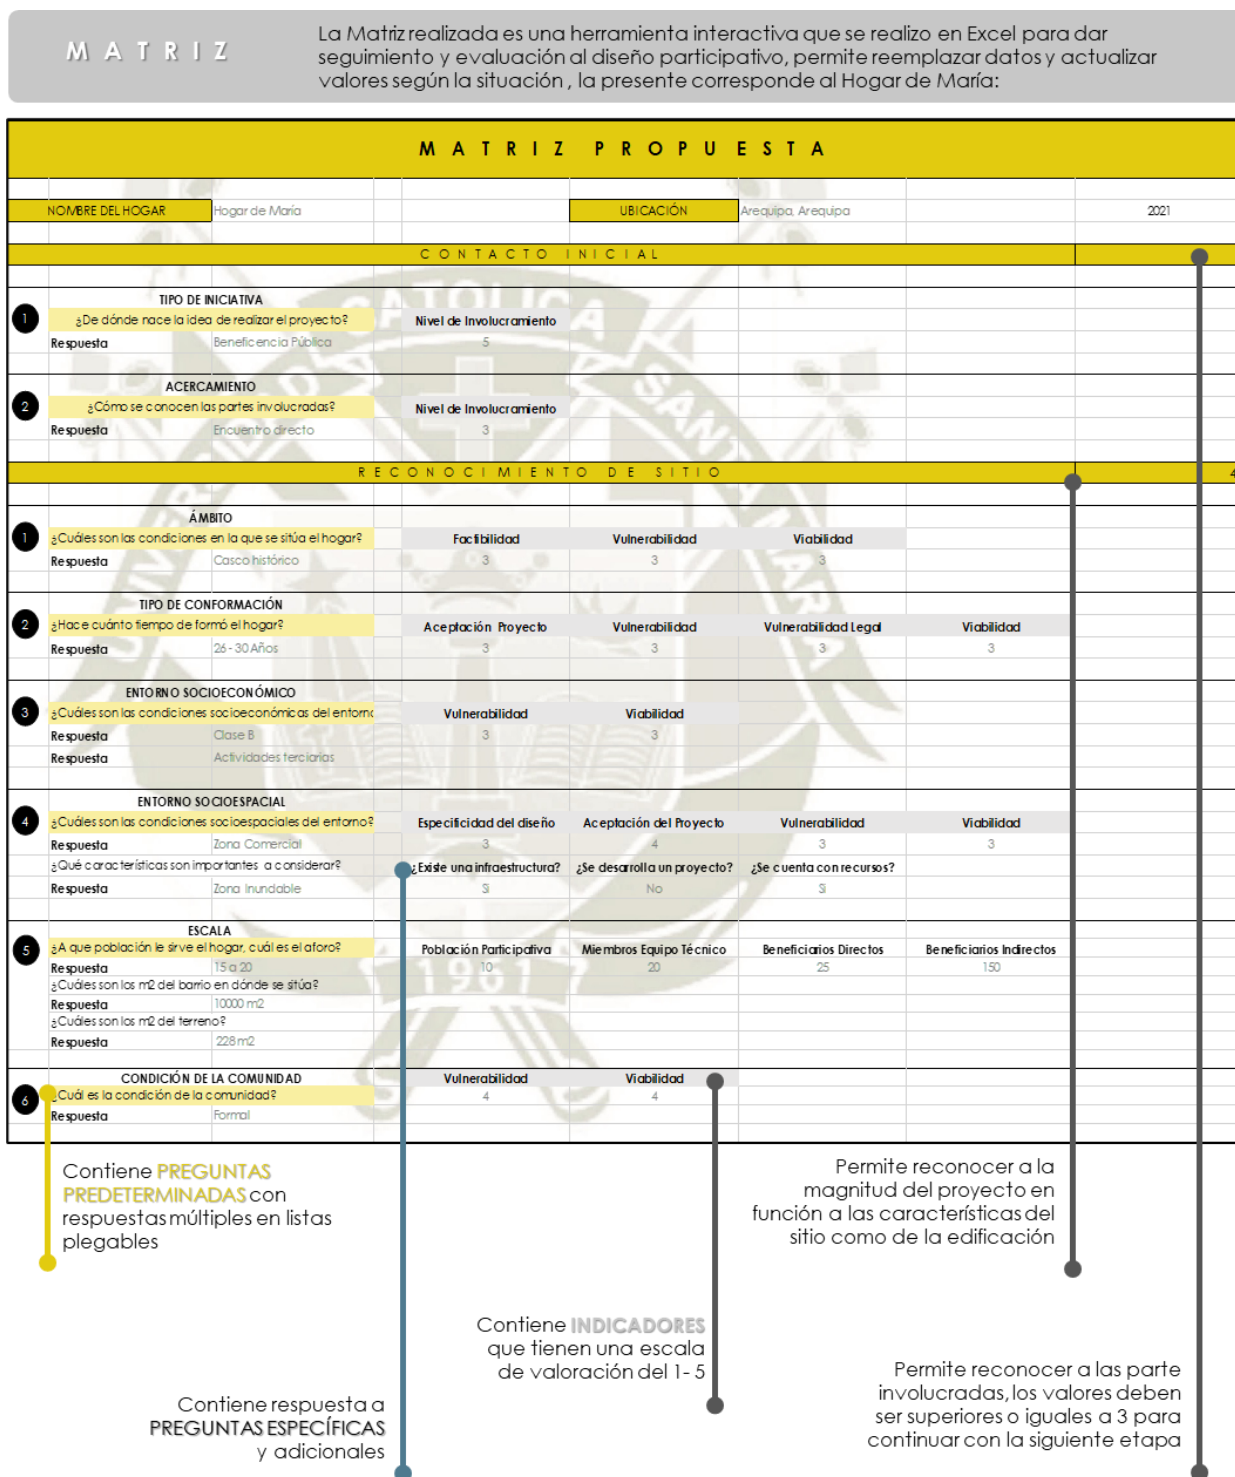 MATRIZ
La Matriz realizada es una herramienta interactiva que se realizo en Excel para dar
seguimiento y evaluación al diseño participativo, permite reemplazar datos y actualizar
valores según la situación , la presente corresponde al Hogar de María:
MATRIZ PROPUESTA
NOMBRE DEL HOGAR Hogar de María UBICACIÓN Arequipa, Arequipa 2021
CONTACTO INICIAL
TIPO DE INICIATIVA
1 ¿De dónde nace la idea de realizar el proyecto? Nivel de Involucramiento
Respuesta Beneficencia Pública 5
ACERCAMIENTO
2 ¿Cómo se conocen las partes involucradas? Nivel de Involucramiento
Respuesta Encuentro directo 3
RECONOCIMIENTO DE SITIO 4
ÁMBITO
1 ¿Cuáles son las condiciones en la que se sitúa el hogar? Factibilidad Vulnerabilidad Viabilidad
Respuesta Casco histórico 3 3 3
TIPO DE CONFORMACIÓN
2 ¿Hace cuánto tiempo de formó el hogar? Aceptación Proyecto Vulnerabilidad Vulnerabilidad Legal Viabilidad
Respuesta 26 - 30 Años 3 3 3 3
ENTORNO SOCIOECONÓMICO
3 ¿Cuáles son las condiciones socioeconómicas del entorno Vulnerabilidad Viabilidad
Respuesta Clase B 3 3
Respuesta Actividades terciarias
ENTORNO SOCIOESPACIAL
4 ¿Cuáles son las condiciones socioespaciales del entorno? Especificidad del diseño Aceptación del Proyecto Vulnerabilidad Viabilidad
Respuesta Zona Comercial 3 4 3 3
¿Qué características son importantes a considerar? ¿Existe una infraestructura? ¿Se desarrolla un proyecto? ¿Se cuenta con recursos?
Respuesta Zona Inundable Si No Si
ESCALA
5 ¿A que población le sirve el hogar, cuál es el aforo? Población Participativa Miembros Equipo Técnico Beneficiarios Directos Beneficiarios Indirectos
Respuesta 15 a 20 10 20 25 150
¿Cuáles son los m2 del barrio en dónde se sitúa?
Respuesta 10000 m2
¿Cuáles son los m2 del terreno?
Respuesta 228 m2
CONDICIÓN DE LA COMUNIDAD Vulnerabilidad Viabilidad
6 ¿Cuál es la condición de la comunidad? 4 4
Respuesta Formal
UNIVERSIDAD CATOLICA SANTA MARIA
1961
Contiene PREGUNTAS
PREDETERMINADAS con
respuestas múltiples en listas
plegables
Permite reconocer a la
magnitud del proyecto en
función a las características del
sitio como de la edificación
Contiene INDICADORES
que tienen una escala
de valoración del 1- 5
Contiene respuesta a
PREGUNTAS ESPECÍFICAS
y adicionales
Permite reconocer a las parte
involucradas, los valores deben
ser superiores o iguales a 3 para
continuar con la siguiente etapa